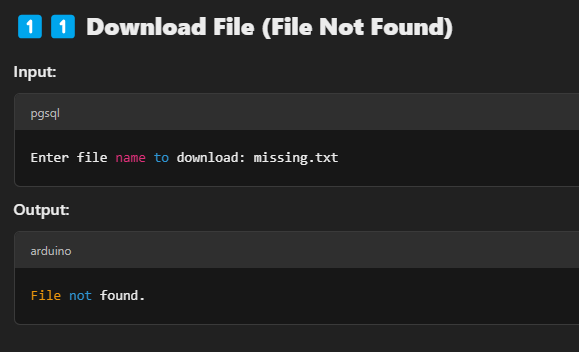 1️⃣ 1️⃣ Download File (File Not Found)
Input:
pgsql
Enter file name to download: missing.txt
Output:
arduino
File not found.